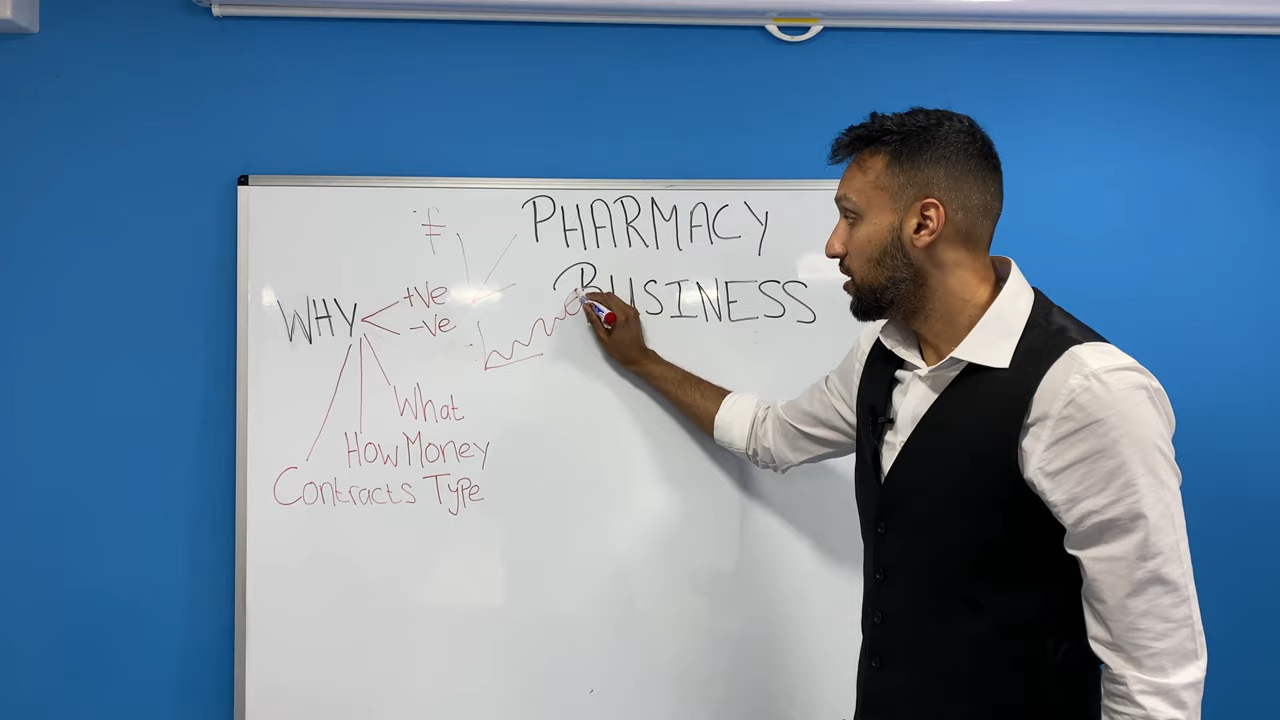 PHARMACY
BUSINESS
WHY
+Ve
-Ve
What
How Money
Contracts Type